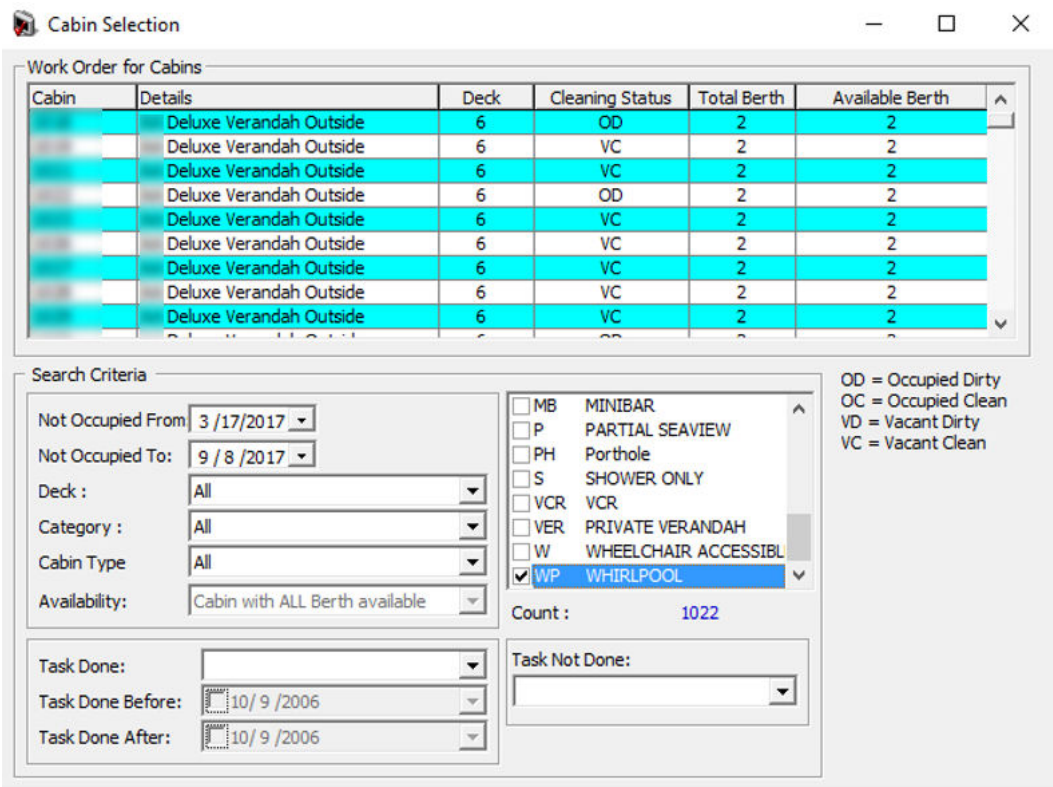 Cabin Selection
Work Order for Cabins
Cabin Details Deck Cleaning Status Total Berth Available Berth
Deluxe Verandah Outside 6 OD 2 2
Deluxe Verandah Outside 6 VC 2 2
Deluxe Verandah Outside 6 VC 2 2
Deluxe Verandah Outside 6 OD 2 2
Deluxe Verandah Outside 6 VC 2 2
Deluxe Verandah Outside 6 VC 2 2
Deluxe Verandah Outside 6 VC 2 2
Deluxe Verandah Outside 6 VC 2 2
Deluxe Verandah Outside 6 VC 2 2
Search Criteria
Not Occupied From 3 /17/2017
Not Occupied To: 9 / 8 /2017
Deck : All
Category : All
Cabin Type All
Availability: Cabin with ALL Berth available
MB MINIBAR
P PARTIAL SEAVIEW
PH Porthole
S SHOWER ONLY
VCR VCR
VER PRIVATE VERANDAH
W WHEELCHAIR ACCESSIBL
WP WHIRLPOOL
Count : 1022
OD = Occupied Dirty
OC = Occupied Clean
VD = Vacant Dirty
VC = Vacant Clean
Task Done:
Task Done Before: 10/ 9 /2006
Task Done After: 10/ 9 /2006
Task Not Done: